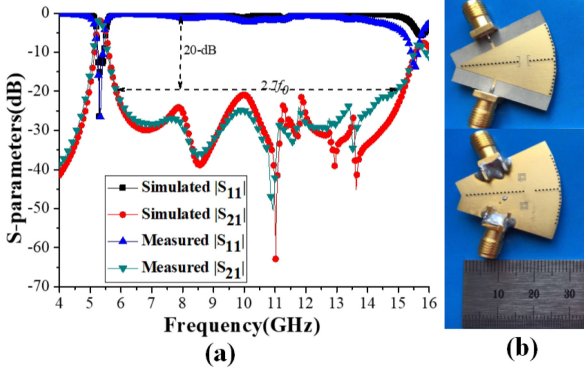 (a)
0
-10
-20
-30
-40
-50
-60
-70
S-parameters(dB)
20-dB
2.7f0
Simulated |S11|
Simulated |S21|
Measured |S11|
Measured |S21|
4 5 6 7 8 9 10 11 12 13 14 15 16
Frequency(GHz)
(a)
10 20 30
(b)